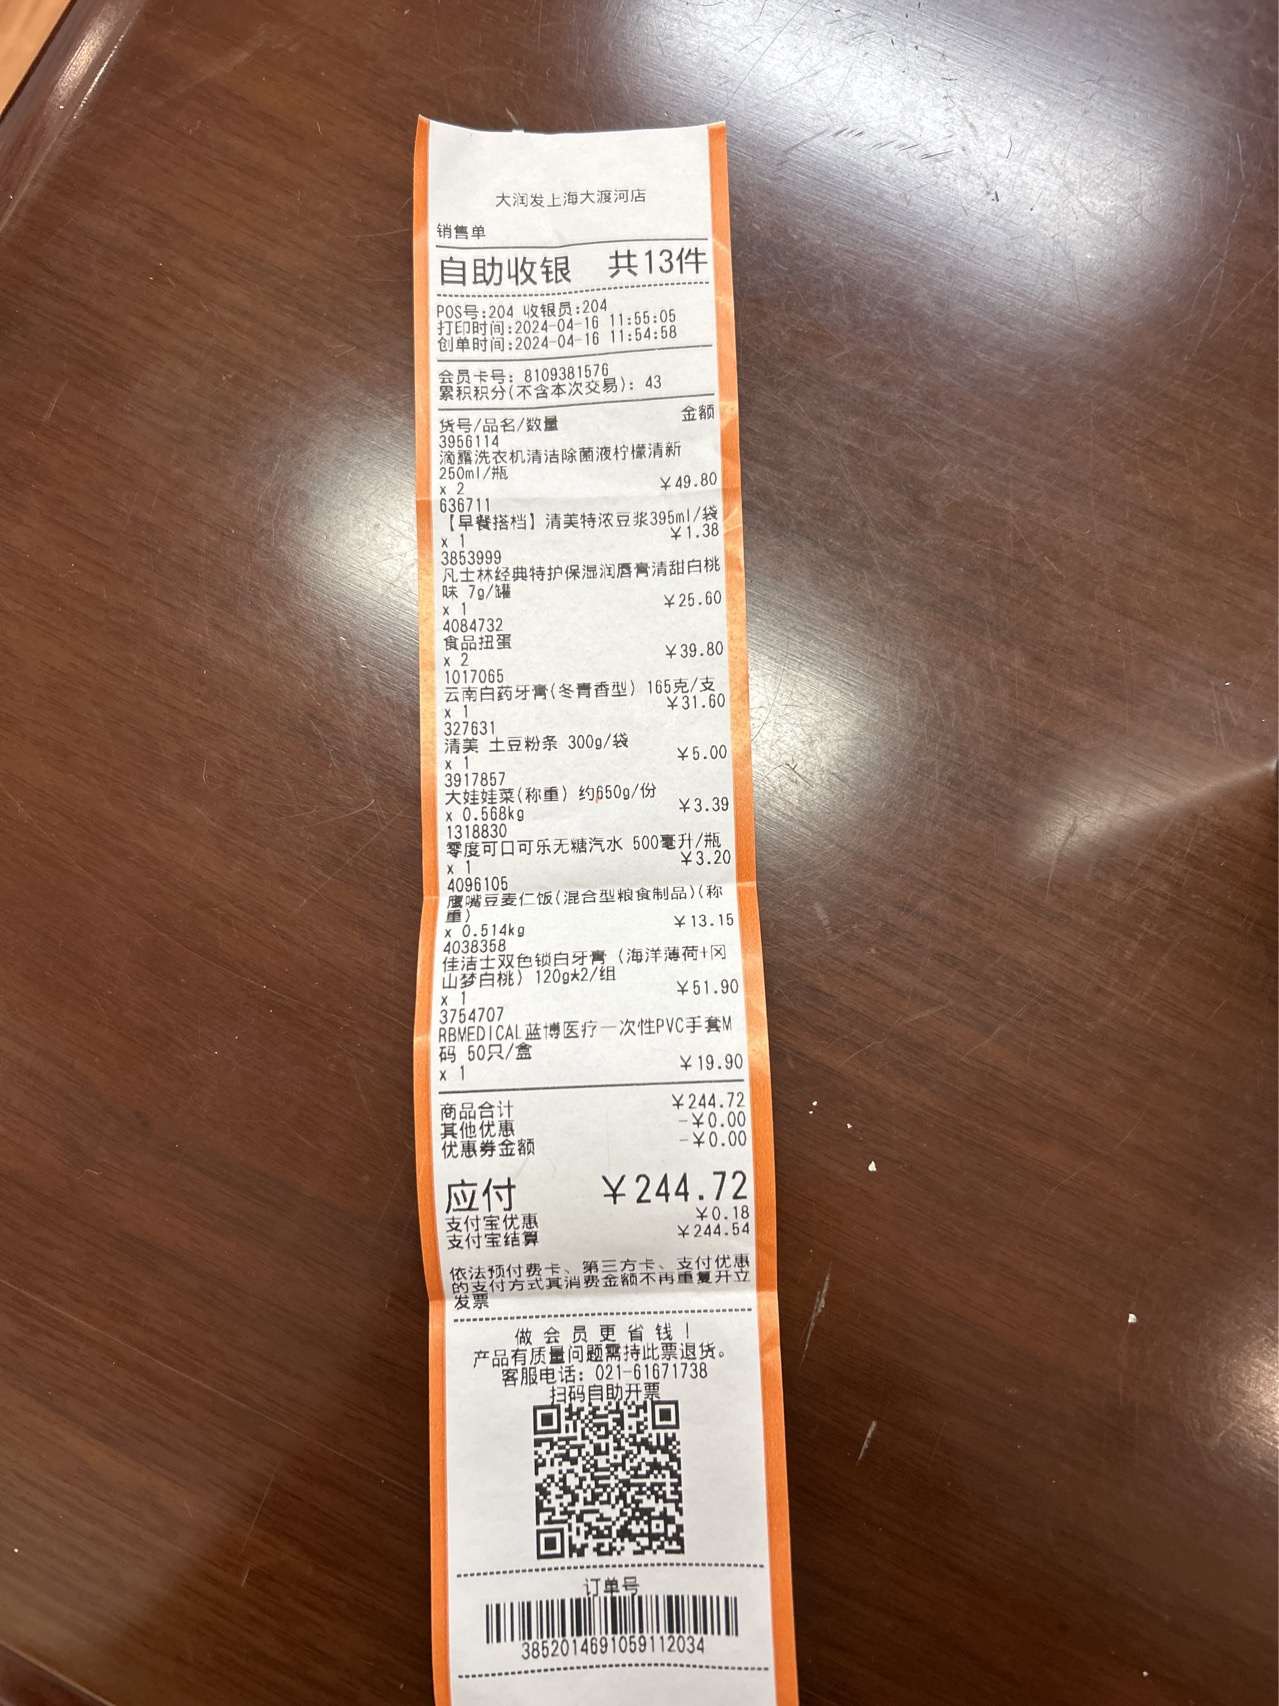 大润发上海大渡河店
销售单
自助收银 共13件
POS号:204 收银员:204
打印时间:2024-04-16 11:55:05
创单时间:2024-04-16 11:54:58
会员卡号: 8109381576
累积积分(不含本次交易): 43
货号/品名/数量 金额
3956114
滴露洗衣机清洁除菌液柠檬清新
250ml/瓶
x 2 ￥49.80
636711
【早餐搭档】清美特浓豆浆395ml/袋
x 1 ￥1.38
3853999
凡士林经典特护保湿润唇膏清甜白桃
味 7g/罐
x 1 ￥25.60
4084732
食品扭蛋
x 2 ￥39.80
1017065
云南白药牙膏(冬青香型) 165克/支
x 1 ￥31.60
327631
清美 土豆粉条 300g/袋
x 1 ￥5.00
3917857
大娃娃菜(称重) 约650g/份
x 0.568kg ￥3.39
1318830
零度可口可乐无糖汽水 500毫升/瓶
x 1 ￥3.20
4096105
鹰嘴豆麦仁饭(混合型粮食制品)(称
重)
x 0.514kg ￥13.15
4038358
佳洁士双色锁白牙膏 (海洋薄荷+冈
山梦白桃) 120g*2/组
x 1 ￥51.90
3754707
RBMEDICAL蓝博医疗一次性PVC手套M
码 50只/盒
x 1 ￥19.90
商品合计 ￥244.72
其他优惠 -￥0.00
优惠券金额 -￥0.00
应付 ￥244.72
支付宝优惠 ￥0.18
支付宝结算 ￥244.54
依法预付费卡、第三方卡、支付优惠
的支付方式其消费金额不再重复开立
发票
做会员更省钱!
产品有质量问题需持此票退货。
客服电话: 021-61671738
扫码自助开票
订单号
3852014691059112034